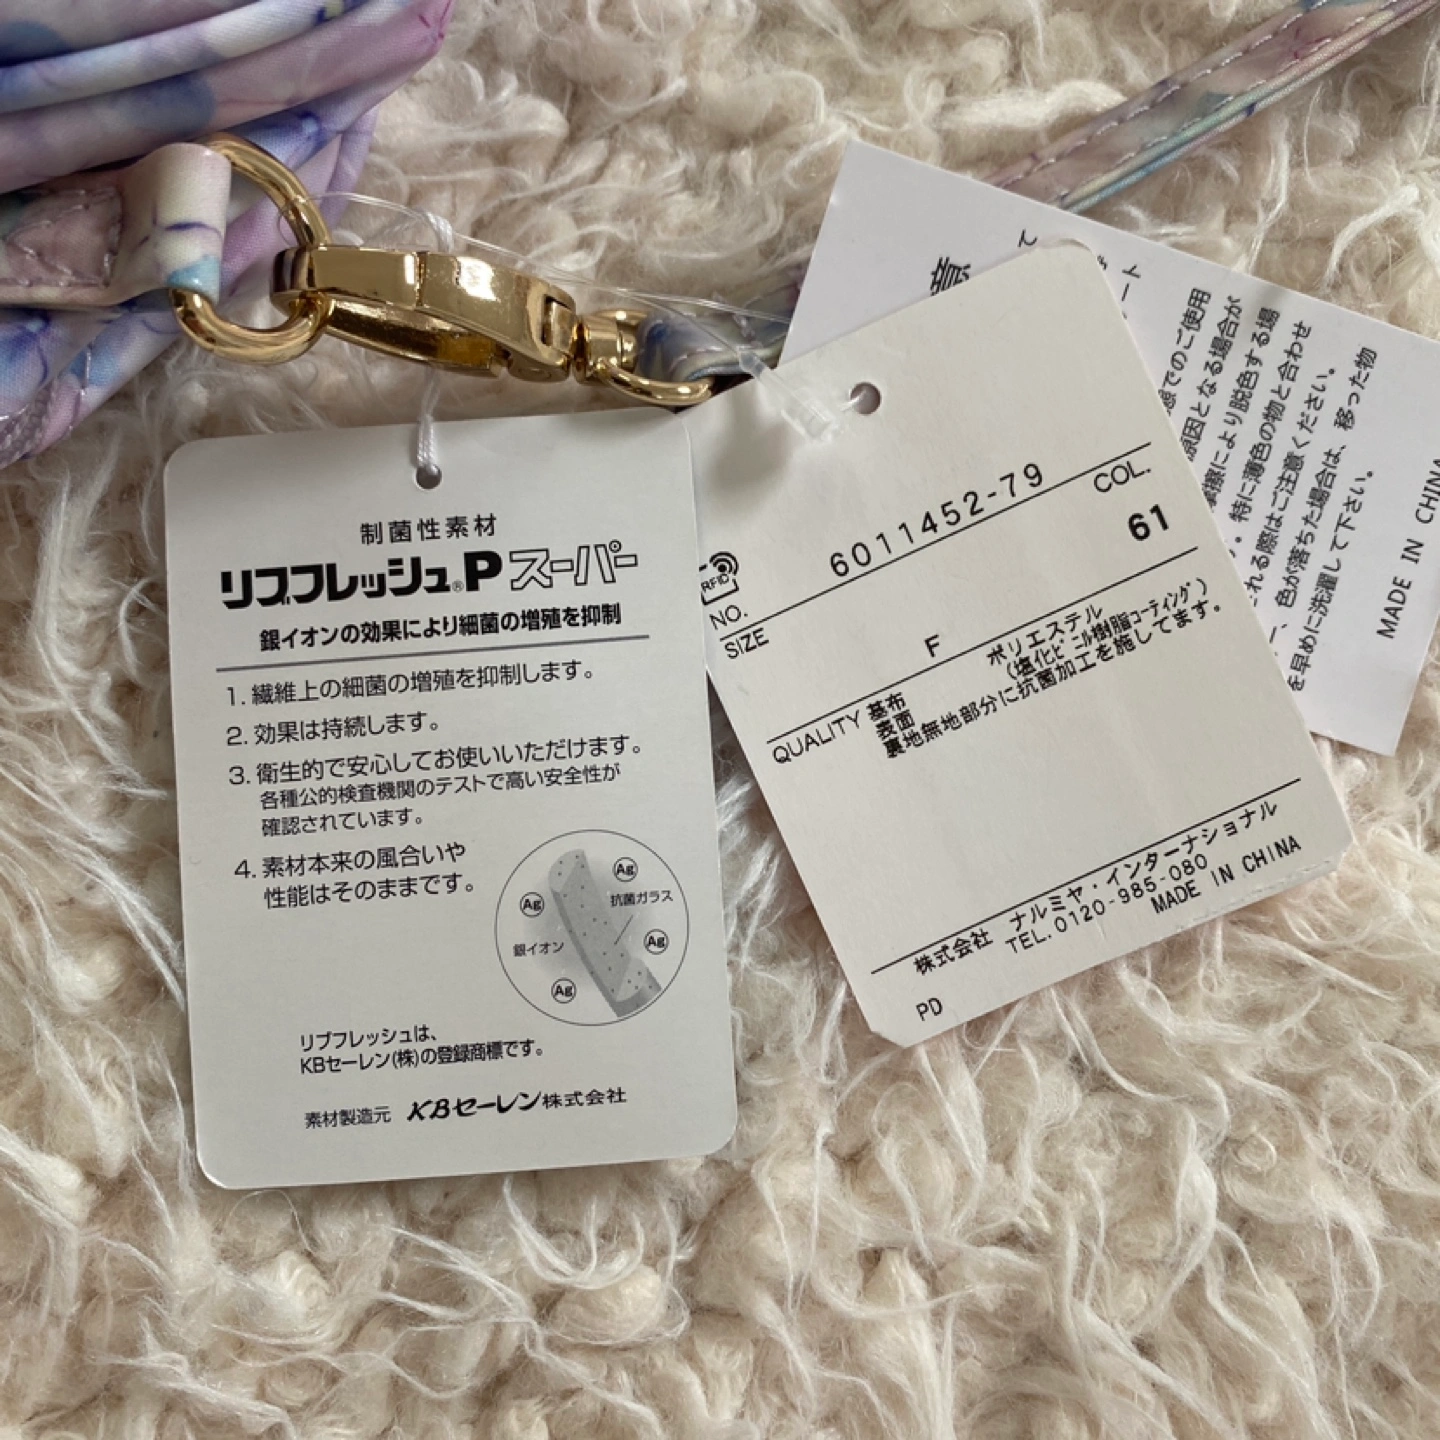 制菌性素材
リブフレッシュ®P スーパー
銀イオンの効果により細菌の増殖を抑制
1. 繊維上の細菌の増殖を抑制します。
2. 効果は持続します。
3. 衛生的で安心してお使いいただけます。
各種公的検査機関のテストで高い安全性が
確認されています。
4. 素材本来の風合いや
性能はそのままです。
Ag
Ag
抗菌ガラス
銀イオン
Ag
Ag
リブフレッシュは、
KBセーレン(株)の登録商標です。
素材製造元 KBセーレン株式会社
RFID
NO. 6011452-79 COL.
SIZE F 61
QUALITY 基布 ポリエステル
表面 (塩化ビニル樹脂コーティング)
裏地無地部分に抗菌加工を施してます。
株式会社 ナルミヤ・インターナショナル
TEL.0120-985-080
MADE IN CHINA
PD
でのご使用
原因となる場合が
摩擦により脱色する場
。特に薄色の物と合わせ
れる際はご注意ください。
、色が落ちた場合は、移った物
を早めに洗濯して下さい。
MADE IN CHINA